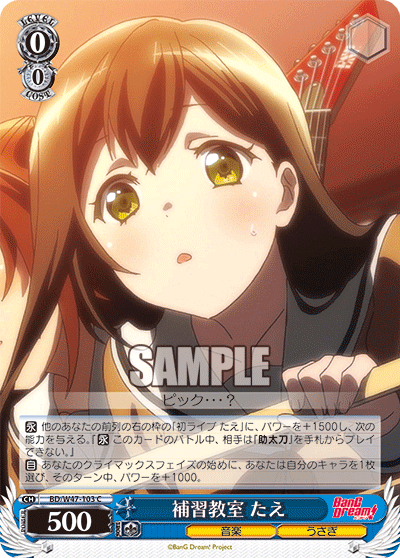 LEVEL
0
0
COST
SAMPLE
ピック…？
永 他のあなたの前列の右の枠の「初ライブ たえ」に、パワーを＋1500し、次の
能力を与える。『永 このカードのバトル中、相手は「助太刀」を手札からプレイ
できない。』
自 あなたのクライマックスフェイズの始めに、あなたは自分のキャラを1枚
選び、そのターン中、パワーを＋1000。
CH BD/W47-103 C
500
補習教室 たえ
BanG Dream!
音楽 うさぎ
©BanG Dream! Project